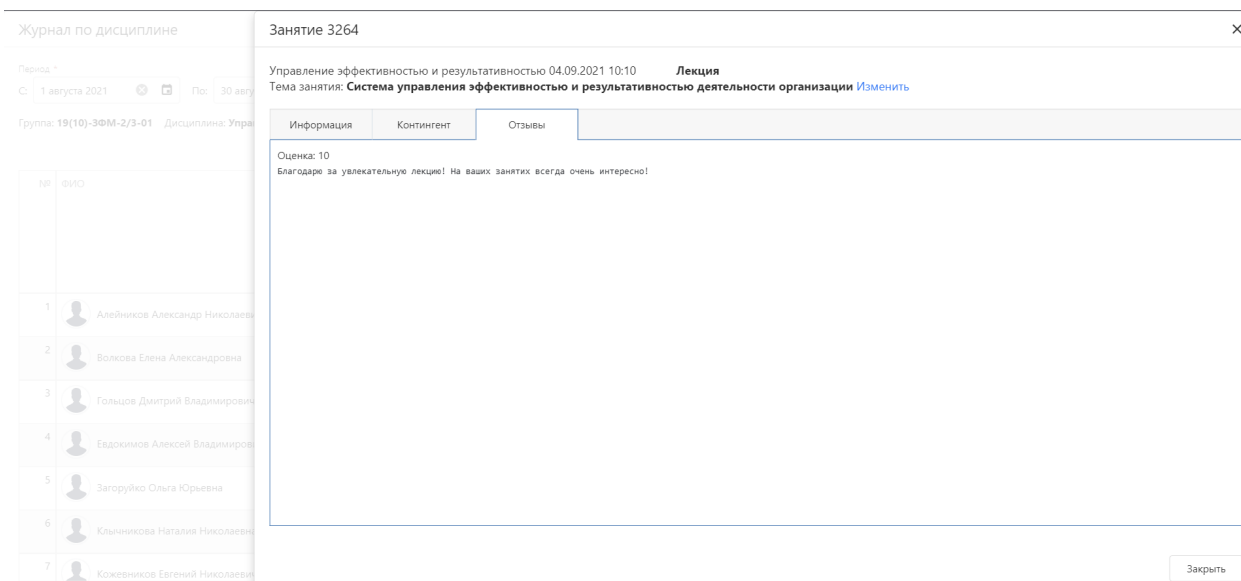 Журнал по дисциплине
Период *
С: 1 августа 2021 По: 30 авгу
Группа: 19(10)-ЗФМ-2/3-01 Дисциплина: Упра
№ ФИО
1 Алейников Александр Николаеви
2 Волкова Елена Александровна
3 Гольцов Дмитрий Владимирович
4 Евдокимов Алексей Владимиров
5 Загоруйко Ольга Юрьевна
6 Клычникова Наталия Николаевна
7 Кожевников Евгений Николаевич
Занятие 3264
Управление эффективностью и результативностью 04.09.2021 10:10 Лекция
Тема занятия: Система управления эффективностью и результативностью деятельности организации Изменить
Информация Контингент Отзывы
Оценка: 10
Благодарю за увлекательную лекцию! На ваших занятих всегда очень интересно!
Закрыть